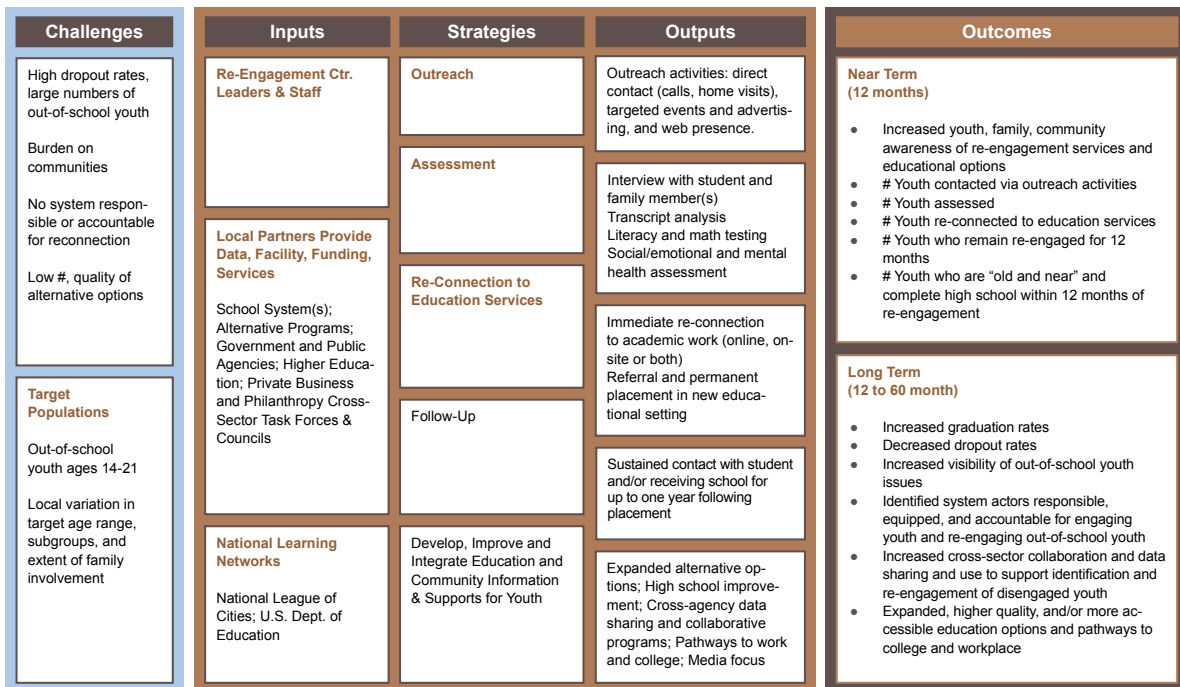 Challenges
High dropout rates,
large numbers of
out-of-school youth
Burden on
communities
No system respon-
sible or accountable
for reconnection
Low #, quality of
alternative options
Target
Populations
Out-of-school
youth ages 14-21
Local variation in
target age range,
subgroups, and
extent of family
involvement
Inputs
Re-Engagement Ctr.
Leaders & Staff
Local Partners Provide
Data, Facility, Funding,
Services
School System(s);
Alternative Programs;
Government and Public
Agencies; Higher Educa-
tion; Private Business
and Philanthropy Cross-
Sector Task Forces &
Councils
National Learning
Networks
National League of
Cities; U.S. Dept. of
Education
Strategies
Outreach
Assessment
Re-Connection to
Education Services
Follow-Up
Develop, Improve and
Integrate Education and
Community Information
& Supports for Youth
Outputs
Outreach activities: direct
contact (calls, home visits),
targeted events and advertis-
ing, and web presence.
Interview with student and
family member(s)
Transcript analysis
Literacy and math testing
Social/emotional and mental
health assessment
Immediate re-connection
to academic work (online, on-
site or both)
Referral and permanent
placement in new educa-
tional setting
Sustained contact with student
and/or receiving school for
up to one year following
placement
Expanded alternative op-
tions; High school improve-
ment; Cross-agency data
sharing and collaborative
programs; Pathways to work
and college; Media focus
Outcomes
Near Term
(12 months)
● Increased youth, family, community
awareness of re-engagement services and
educational options
● # Youth contacted via outreach activities
● # Youth assessed
● # Youth re-connected to education services
● # Youth who remain re-engaged for 12
months
● # Youth who are “old and near” and
complete high school within 12 months of
re-engagement
Long Term
(12 to 60 month)
● Increased graduation rates
● Decreased dropout rates
● Increased visibility of out-of-school youth
issues
● Identified system actors responsible,
equipped, and accountable for engaging
youth and re-engaging out-of-school youth
● Increased cross-sector collaboration and data
sharing and use to support identification and
re-engagement of disengaged youth
● Expanded, higher quality, and/or more ac-
cessible education options and pathways to
college and workplace